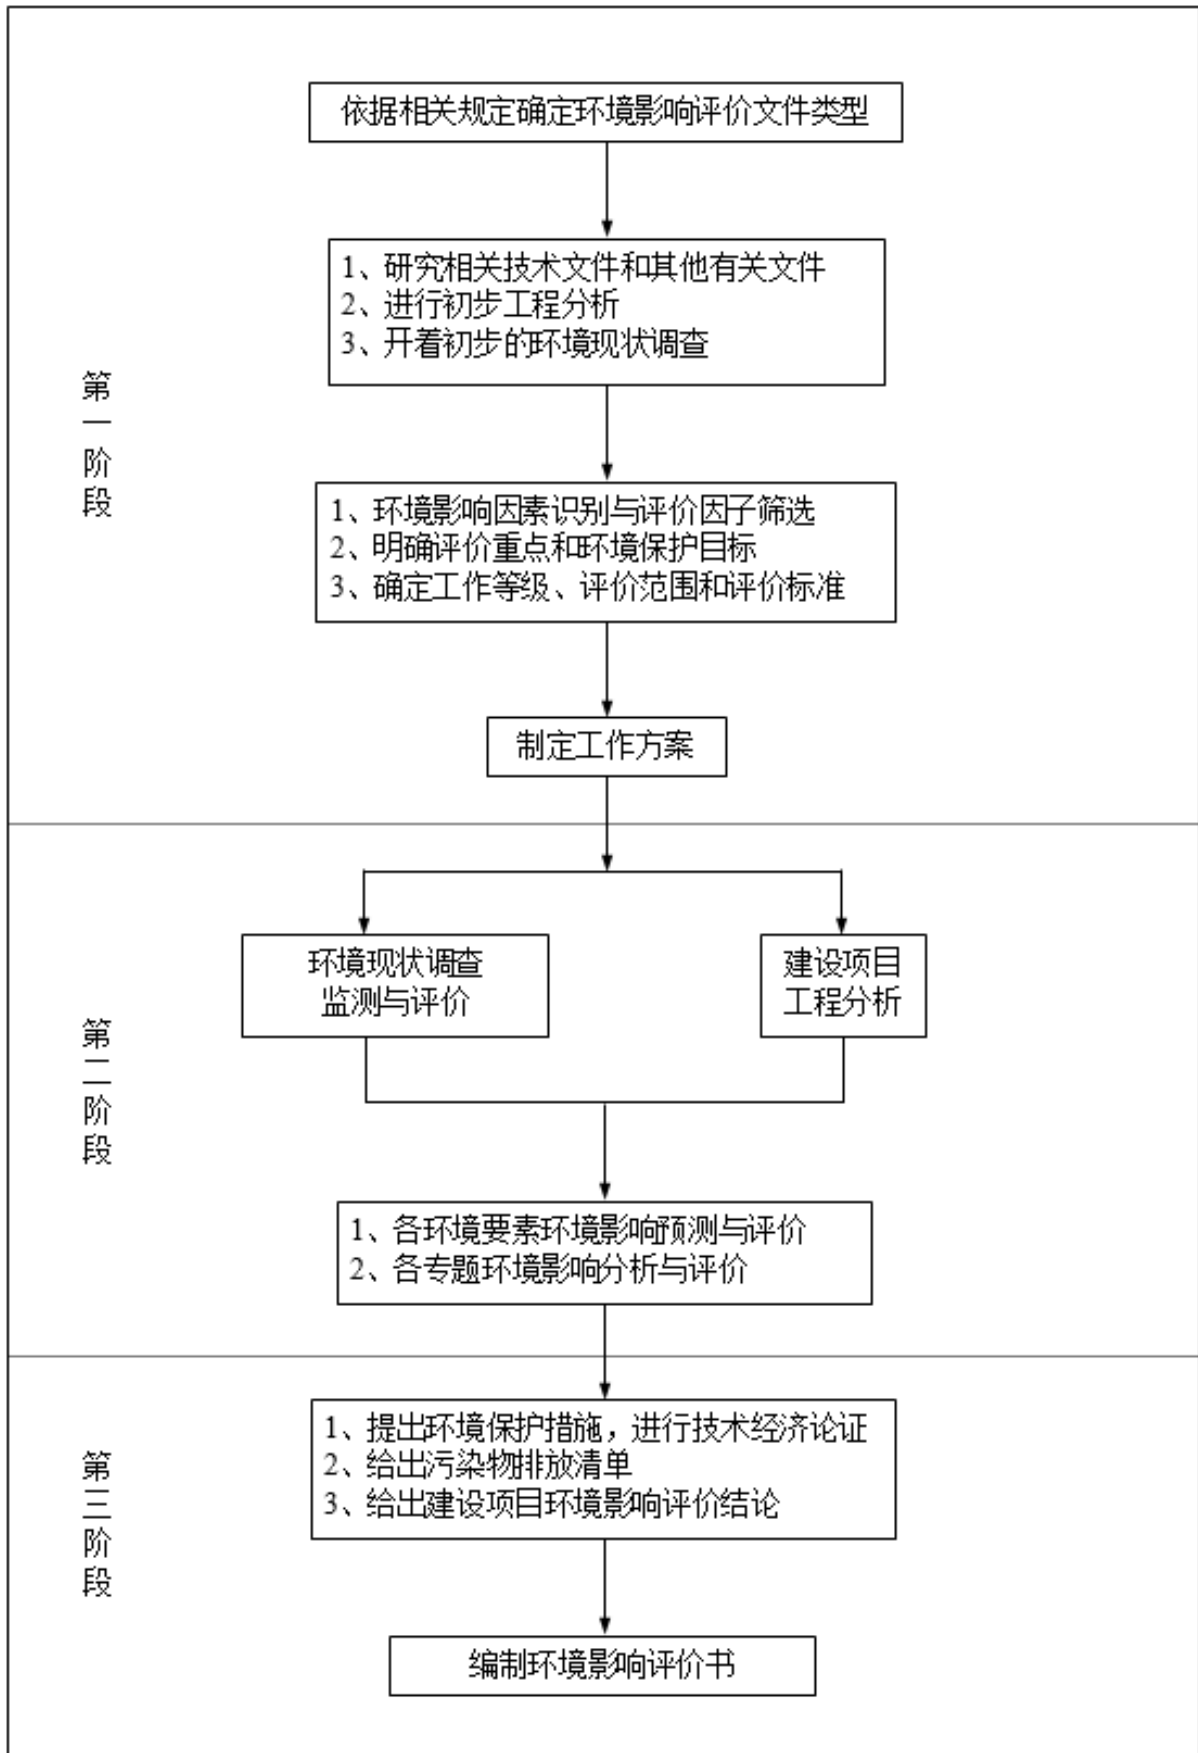 依据相关规定确定环境影响评价文件类型
1、研究相关技术文件和其他有关文件
2、进行初步工程分析
3、开着初步的环境现状调查
第一阶段
1、环境影响因素识别与评价因子筛选
2、明确评价重点和环境保护目标
3、确定工作等级、评价范围和评价标准
制定工作方案
环境现状调查
监测与评价
建设项目
工程分析
第二阶段
1、各环境要素环境影响预测与评价
2、各专题环境影响分析与评价
1、提出环境保护措施，进行技术经济论证
2、给出污染物排放清单
3、给出建设项目环境影响评价结论
第三阶段
编制环境影响评价书